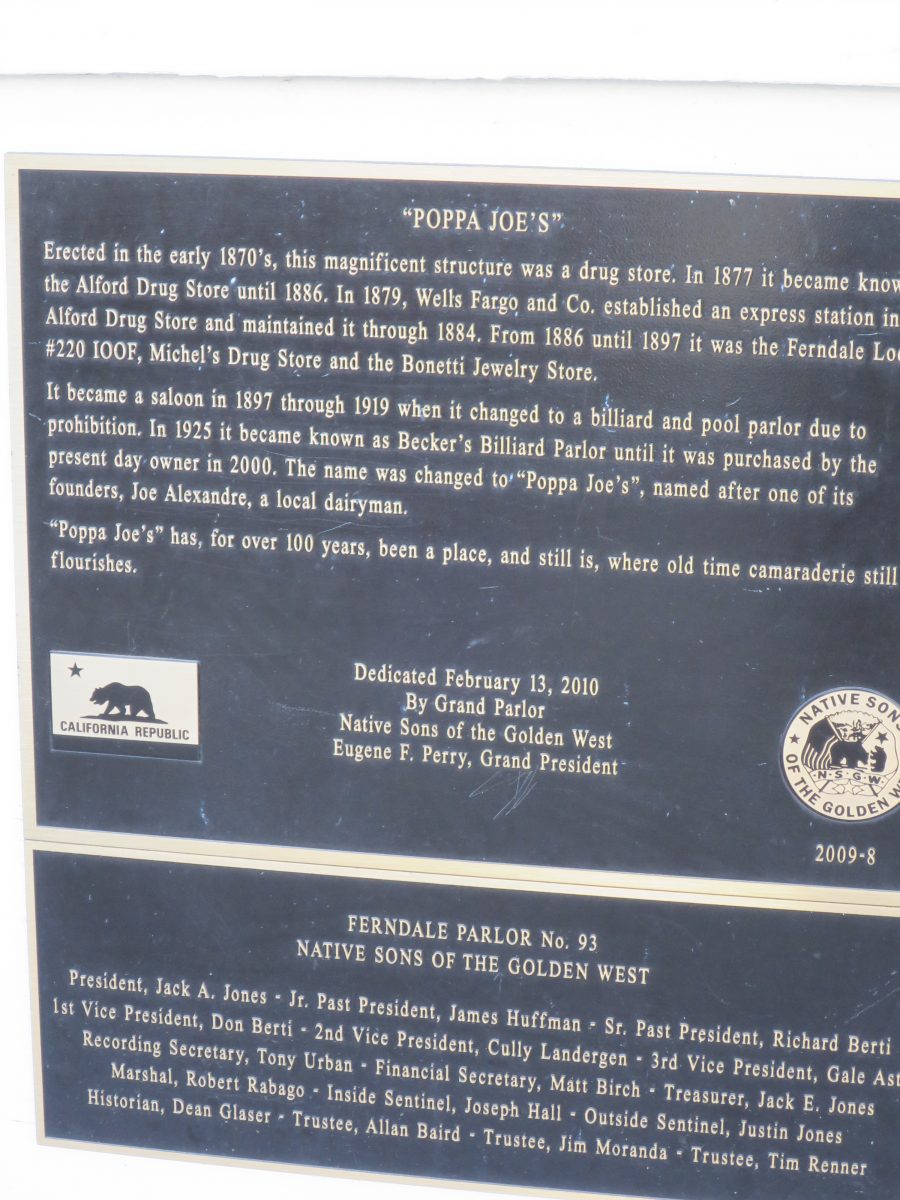 “POPPA JOE’S”
Erected in the early 1870’s, this magnificent structure was a drug store. In 1877 it became
the Alford Drug Store until 1886. In 1879, Wells Fargo and Co. established an express station in
Alford Drug Store and maintained it through 1884. From 1886 until 1897 it was the Ferndale
#220 IOOF, Michel’s Drug Store and the Bonetti Jewelry Store.
It became a saloon in 1897 through 1919 when it changed to a billiard and pool parlor due to
prohibition. In 1925 it became known as Becker’s Billiard Parlor until it was purchased by the
present day owner in 2000. The name was changed to “Poppa Joe’s”, named after one of its
founders, Joe Alexandre, a local dairyman.
“Poppa Joe’s” has, for over 100 years, been a place, and still is, where old time camaraderie still
flourishes.
CALIFORNIA REPUBLIC
Dedicated February 13, 2010
By Grand Parlor
Native Sons of the Golden West
Eugene F. Perry, Grand President
NATIVE SONS
N·S·G·W
OF THE GOLDEN
2009-8
FERNDALE PARLOR No. 93
NATIVE SONS OF THE GOLDEN WEST
President, Jack A. Jones - Jr. Past President, James Huffman - Sr. Past President, Richard Berti
1st Vice President, Don Berti - 2nd Vice President, Cully Landergen - 3rd Vice President, Gale
Recording Secretary, Tony Urban - Financial Secretary, Matt Birch - Treasurer, Jack E. Jones
Marshal, Robert Rabago - Inside Sentinel, Joseph Hall - Outside Sentinel, Justin Jones
Historian, Dean Glaser - Trustee, Allan Baird - Trustee, Jim Moranda - Trustee, Tim Renner